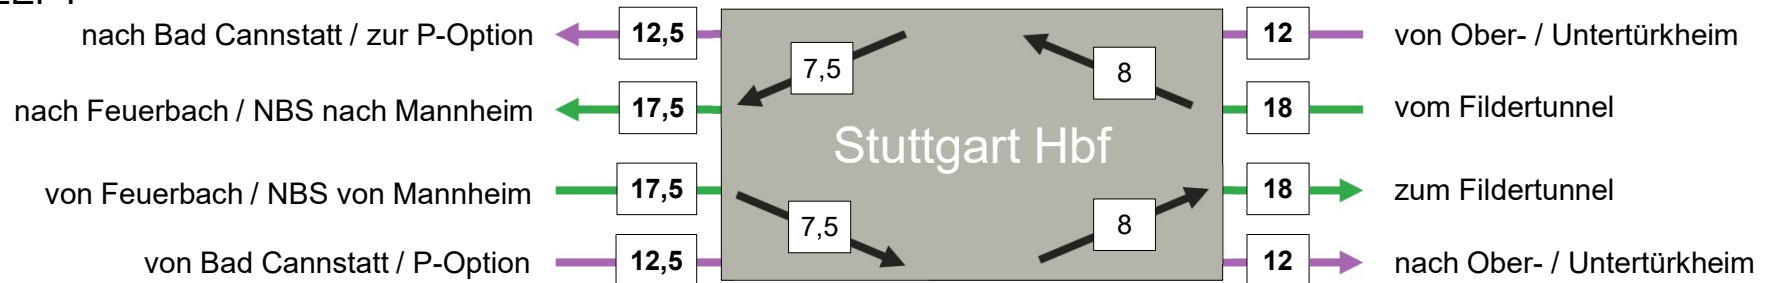 nach Bad Cannstatt / zur P-Option 12,5 12 von Ober- / Untertürkheim
7,5 8
nach Feuerbach / NBS nach Mannheim 17,5 18 vom Fildertunnel
Stuttgart Hbf
von Feuerbach / NBS von Mannheim 17,5 18 zum Fildertunnel
7,5 8
von Bad Cannstatt / P-Option 12,5 12 nach Ober- / Untertürkheim